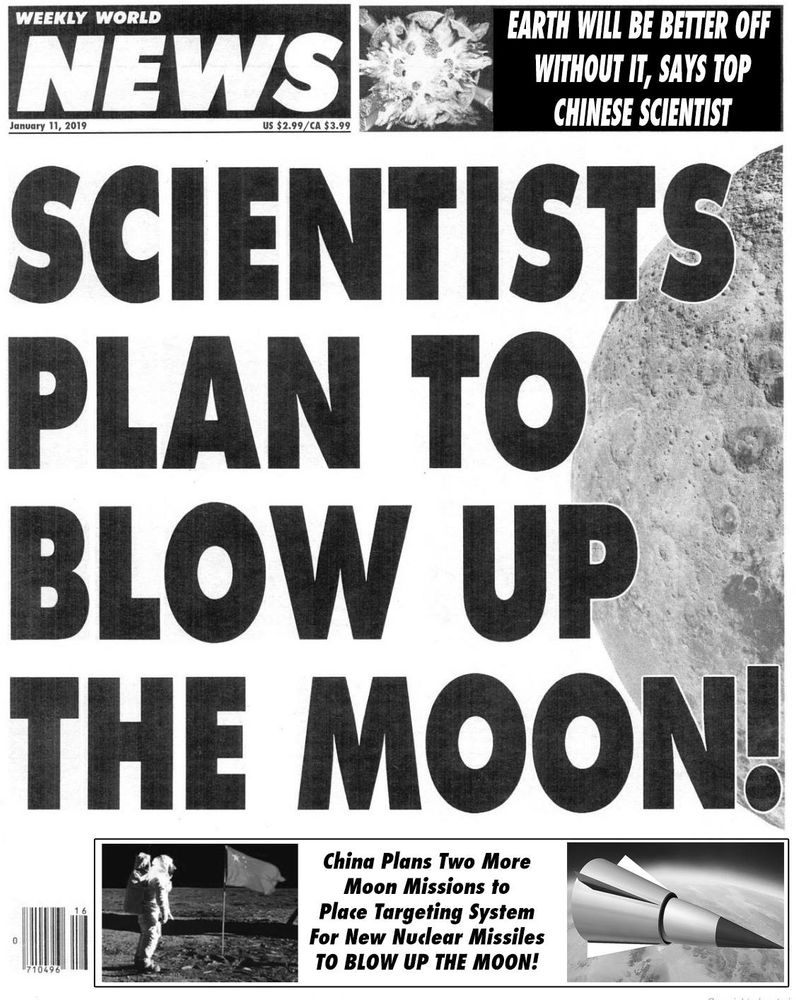 WEEKLY WORLD
NEWS
January 11, 2019 US $2.99/CA $3.99
EARTH WILL BE BETTER OFF
WITHOUT IT, SAYS TOP
CHINESE SCIENTIST
SCIENTISTS
PLAN TO
BLOW UP
THE MOON!
China Plans Two More
Moon Missions to
Place Targeting System
For New Nuclear Missiles
TO BLOW UP THE MOON!
16
0 710496